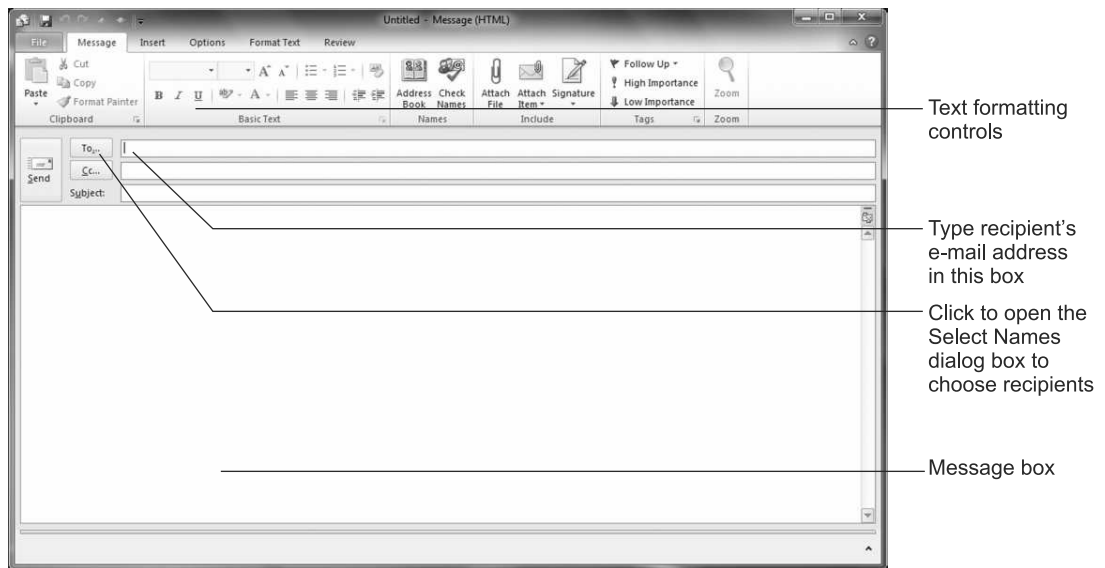 Untitled - Message (HTML)
File Message Insert Options Format Text Review
Cut
Copy
Format Painter
Paste
Clipboard
B I U
A A
A
Basic Text
Address Book
Check Names
Names
Attach File
Attach Item
Signature
Include
Follow Up
High Importance
Low Importance
Tags
Zoom
Zoom
Send
To...
Cc...
Subject:
Text formatting
controls
Type recipient's
e-mail address
in this box
Click to open the
Select Names
dialog box to
choose recipients
Message box